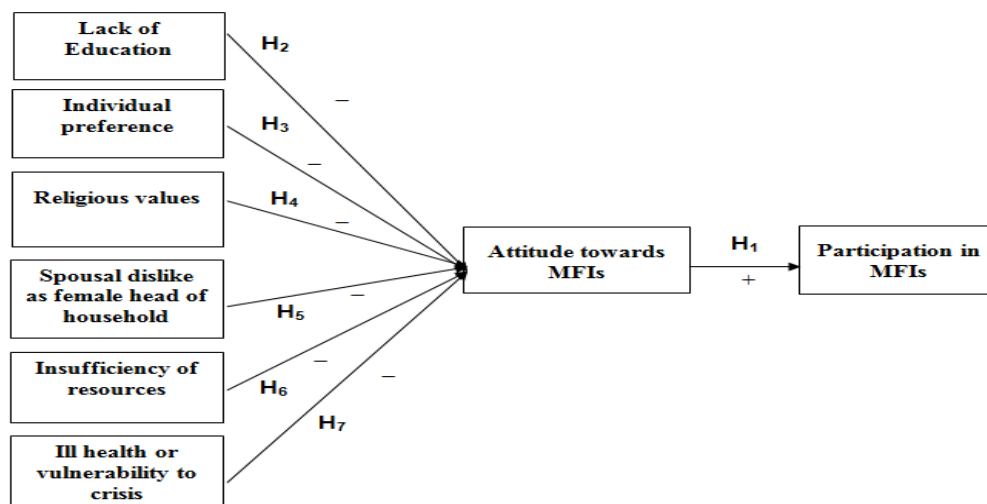 Lack of
Education
H2
–
Individual
preference
H3
–
Religious values
H4
–
Spousal dislike
as female head of
household
H5
–
Insufficiency of
resources
H6
–
Ill health or
vulnerability to
crisis
H7
–
Attitude towards
MFIs
H1
+
Participation in
MFIs